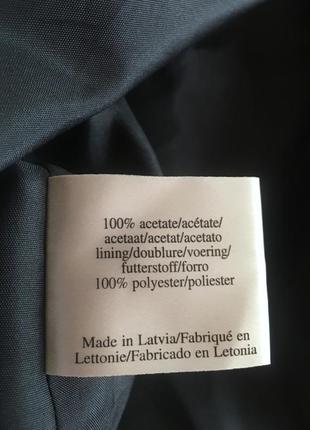 100% acetate/acétate/
acetaat/acetat/acetato
lining/doublure/voering/
futterstoff/forro
100% polyester/poliester
Made in Latvia/Fabriqué en
Lettonie/Fabricado en Letonia